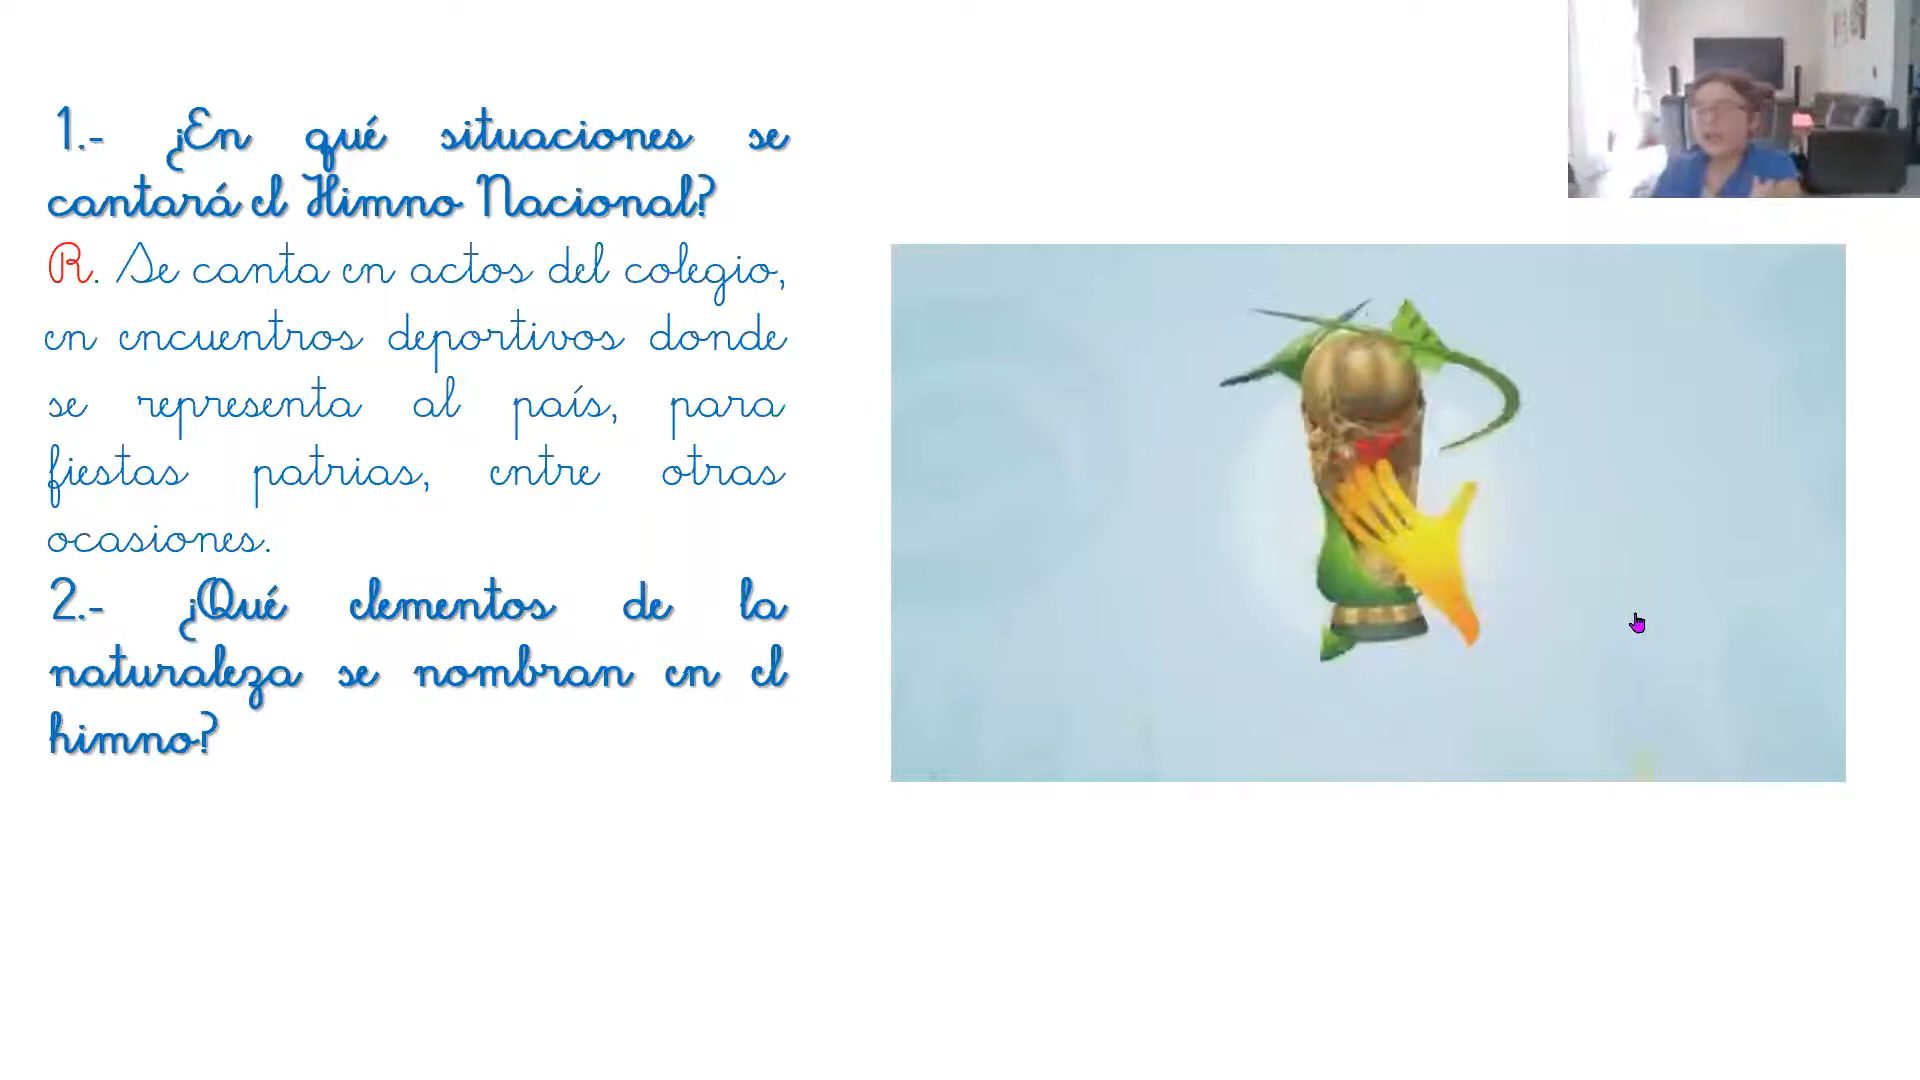 1.- ¿En qué situaciones se
cantará el Himno Nacional?
R. Se canta en actos del colegio,
en encuentros deportivos donde
se representa al país, para
fiestas patrias, entre otras
ocasiones.
2.- ¿Qué elementos de la
naturaleza se nombran en el
himno?